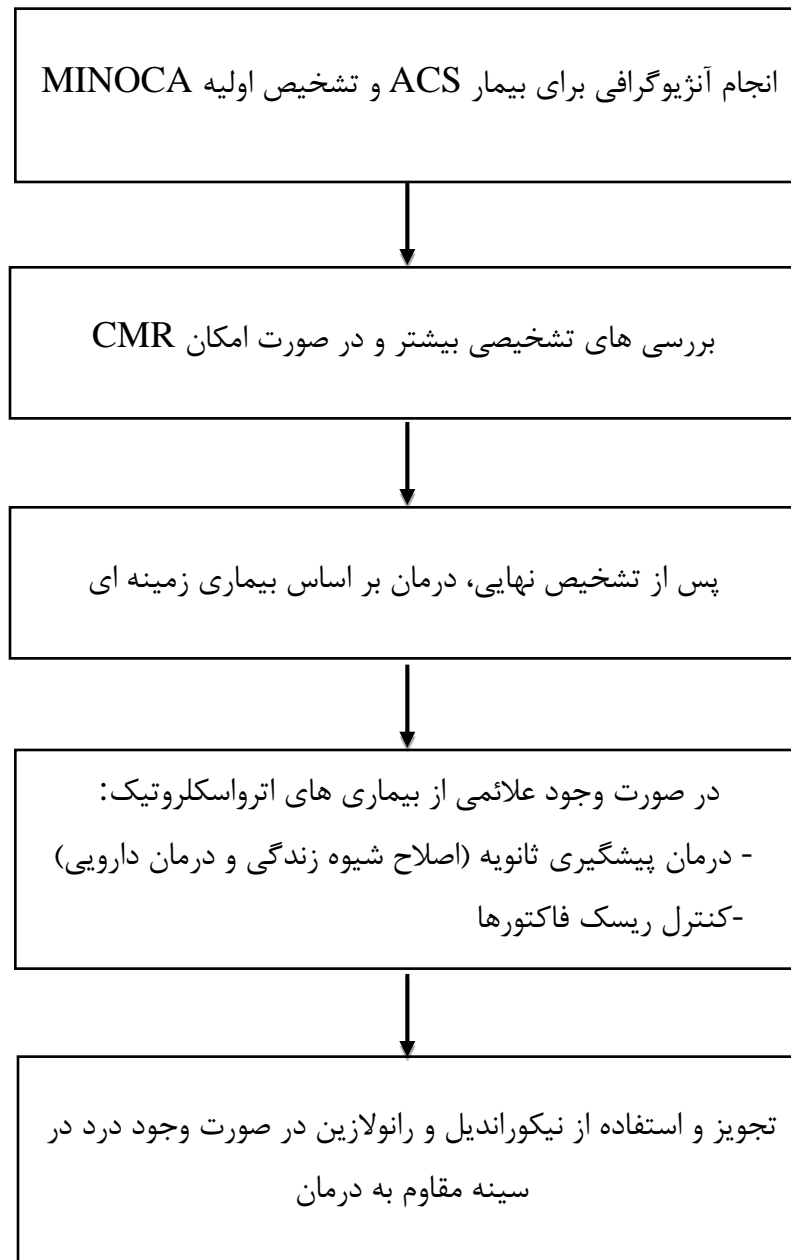 انجام آنژیوگرافی برای بیمار ACS و تشخیص اولیه MINOCA
بررسی های تشخیصی بیشتر و در صورت امکان CMR
پس از تشخیص نهایی، درمان بر اساس بیماری زمینه ای
در صورت وجود علائمی از بیماری های اترواسکلروتیک:
- درمان پیشگیری ثانویه (اصلاح شیوه زندگی و درمان دارویی)
-کنترل ریسک فاکتورها
تجویز و استفاده از نیکوراندیل و رانولازین در صورت وجود درد در
سینه مقاوم به درمان